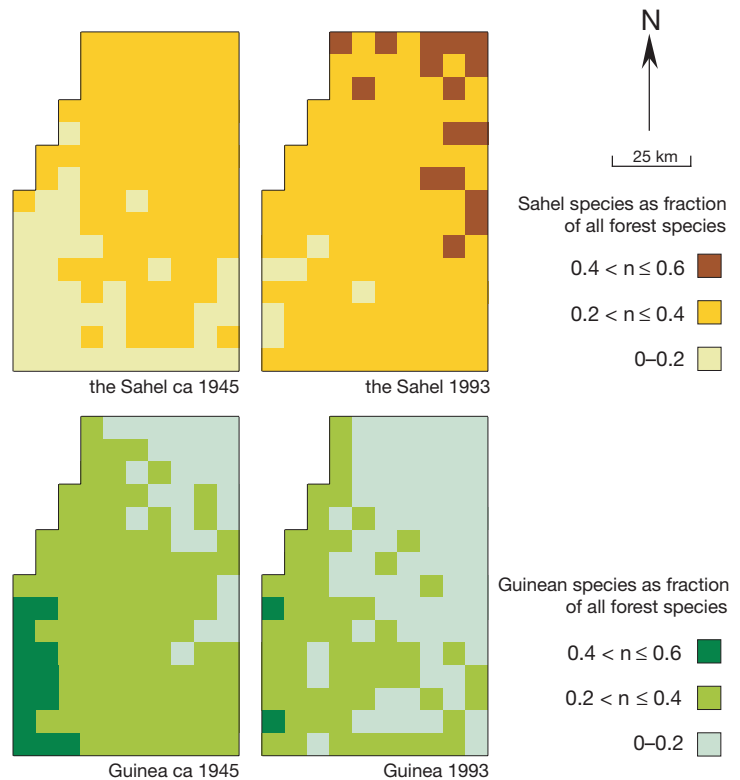 N
25 km
Sahel species as fraction
of all forest species
0.4 < n ≤ 0.6
0.2 < n ≤ 0.4
0–0.2
the Sahel ca 1945
the Sahel 1993
Guinean species as fraction
of all forest species
0.4 < n ≤ 0.6
0.2 < n ≤ 0.4
0–0.2
Guinea ca 1945
Guinea 1993